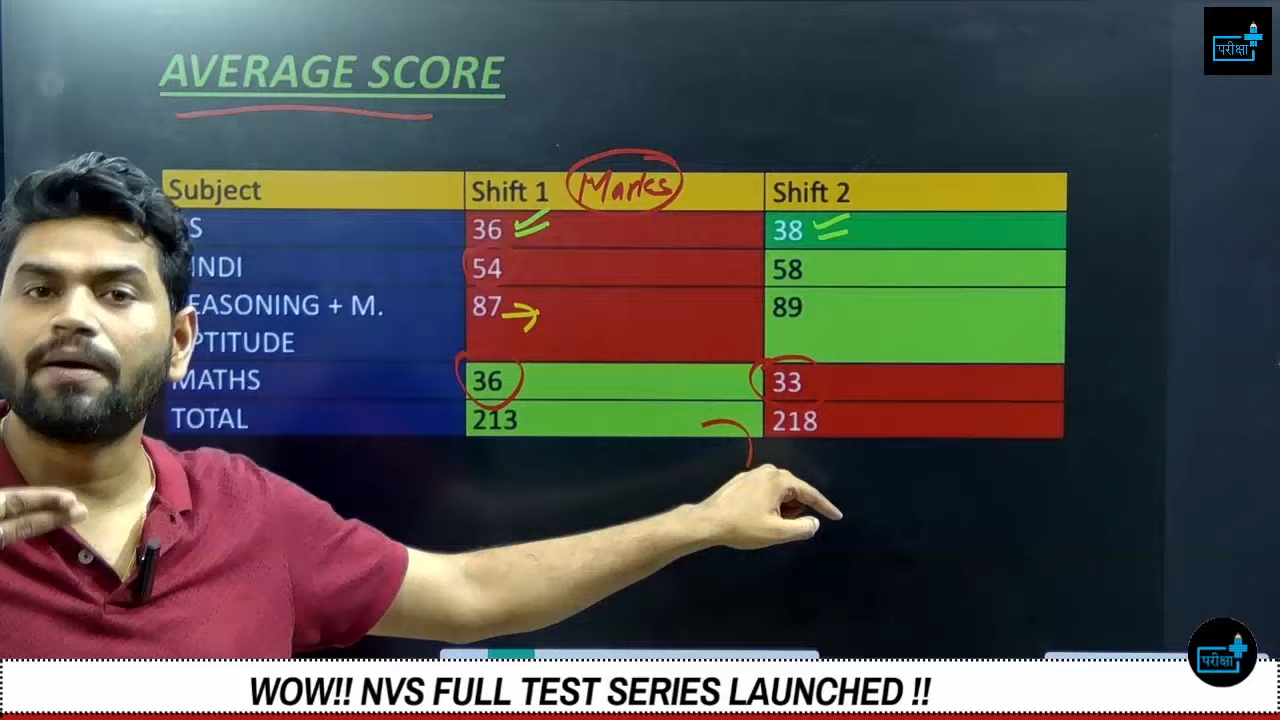 परीक्षा
AVERAGE SCORE
Subject Shift 1 Marks Shift 2
S 36 38
INDI 54 58
EASONING + M. 87 89
PTITUDE
MATHS 36 33
TOTAL 213 218
परीक्षा
WOW!! NVS FULL TEST SERIES LAUNCHED !!